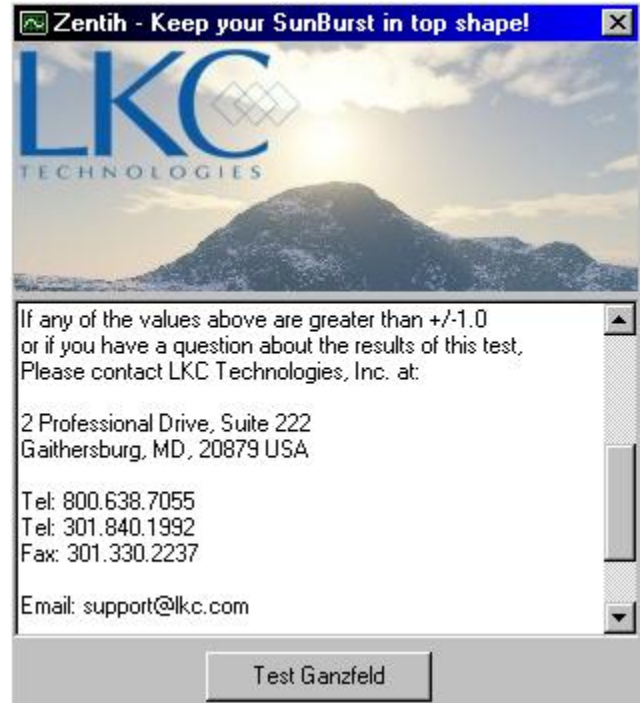 Zentih - Keep your SunBurst in top shape!
LKC
TECHNOLOGIES
If any of the values above are greater than +/-1.0
or if you have a question about the results of this test,
Please contact LKC Technologies, Inc. at:
2 Professional Drive, Suite 222
Gaithersburg, MD, 20879 USA
Tel: 800.638.7055
Tel: 301.840.1992
Fax: 301.330.2237
Email: support@lkc.com
Test Ganzfeld